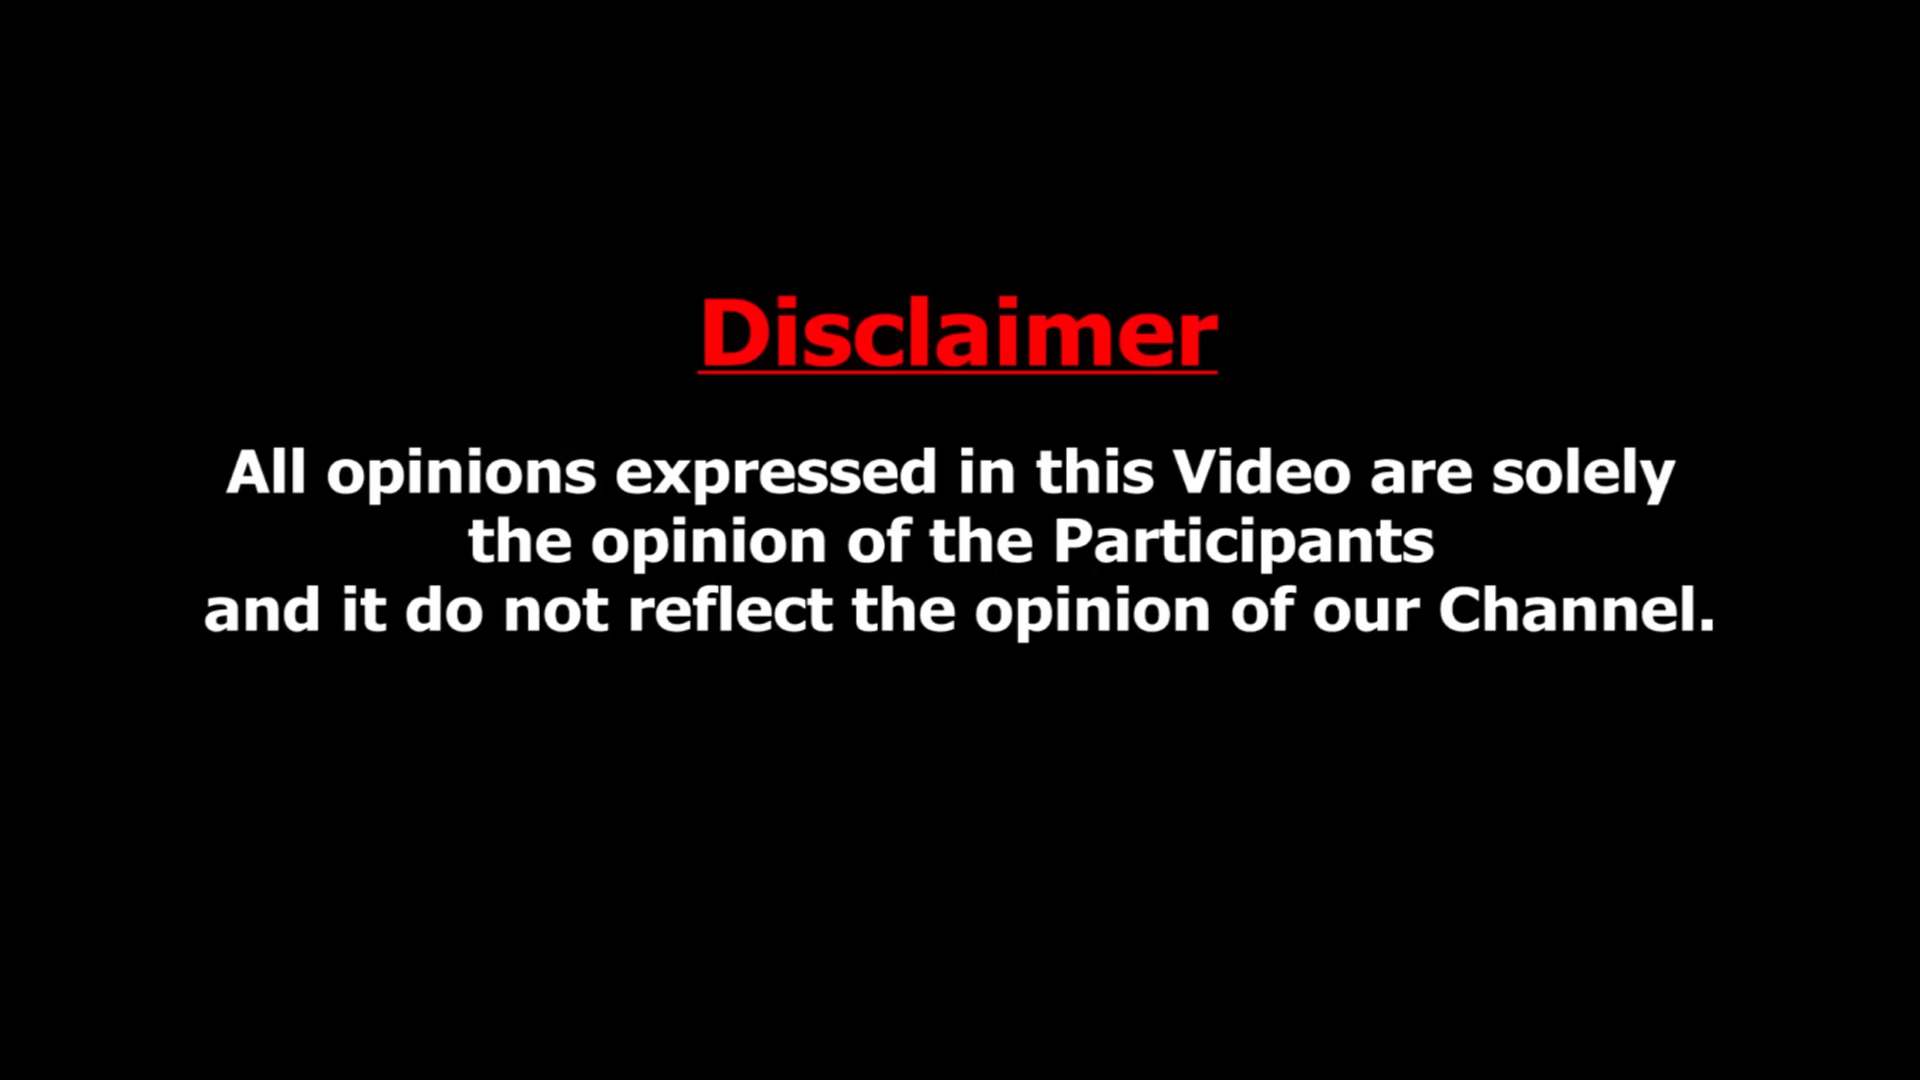 Disclaimer
All opinions expressed in this Video are solely
the opinion of the Participants
and it do not reflect the opinion of our Channel.